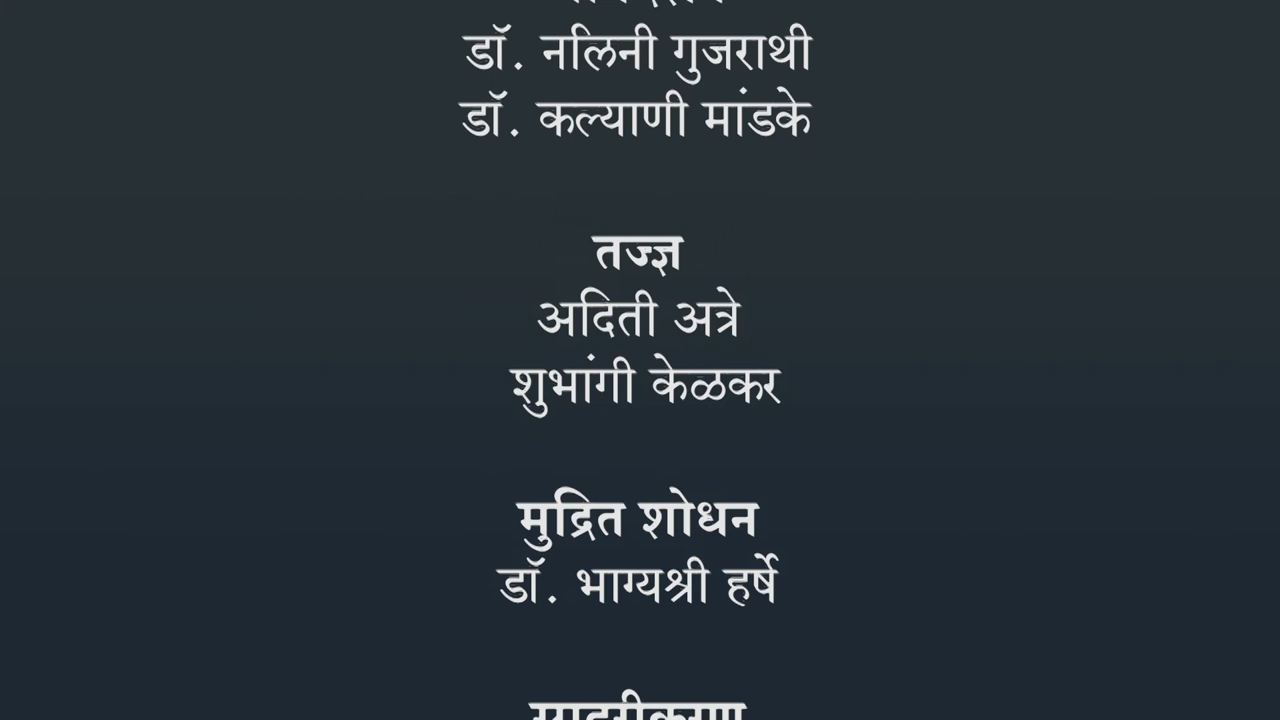 डॉ. नलिनी गुजराथी
डॉ. कल्याणी मांडके
तज्ज्ञ
अदिती अत्रे
शुभांगी केळकर
मुद्रित शोधन
डॉ. भाग्यश्री हर्षे